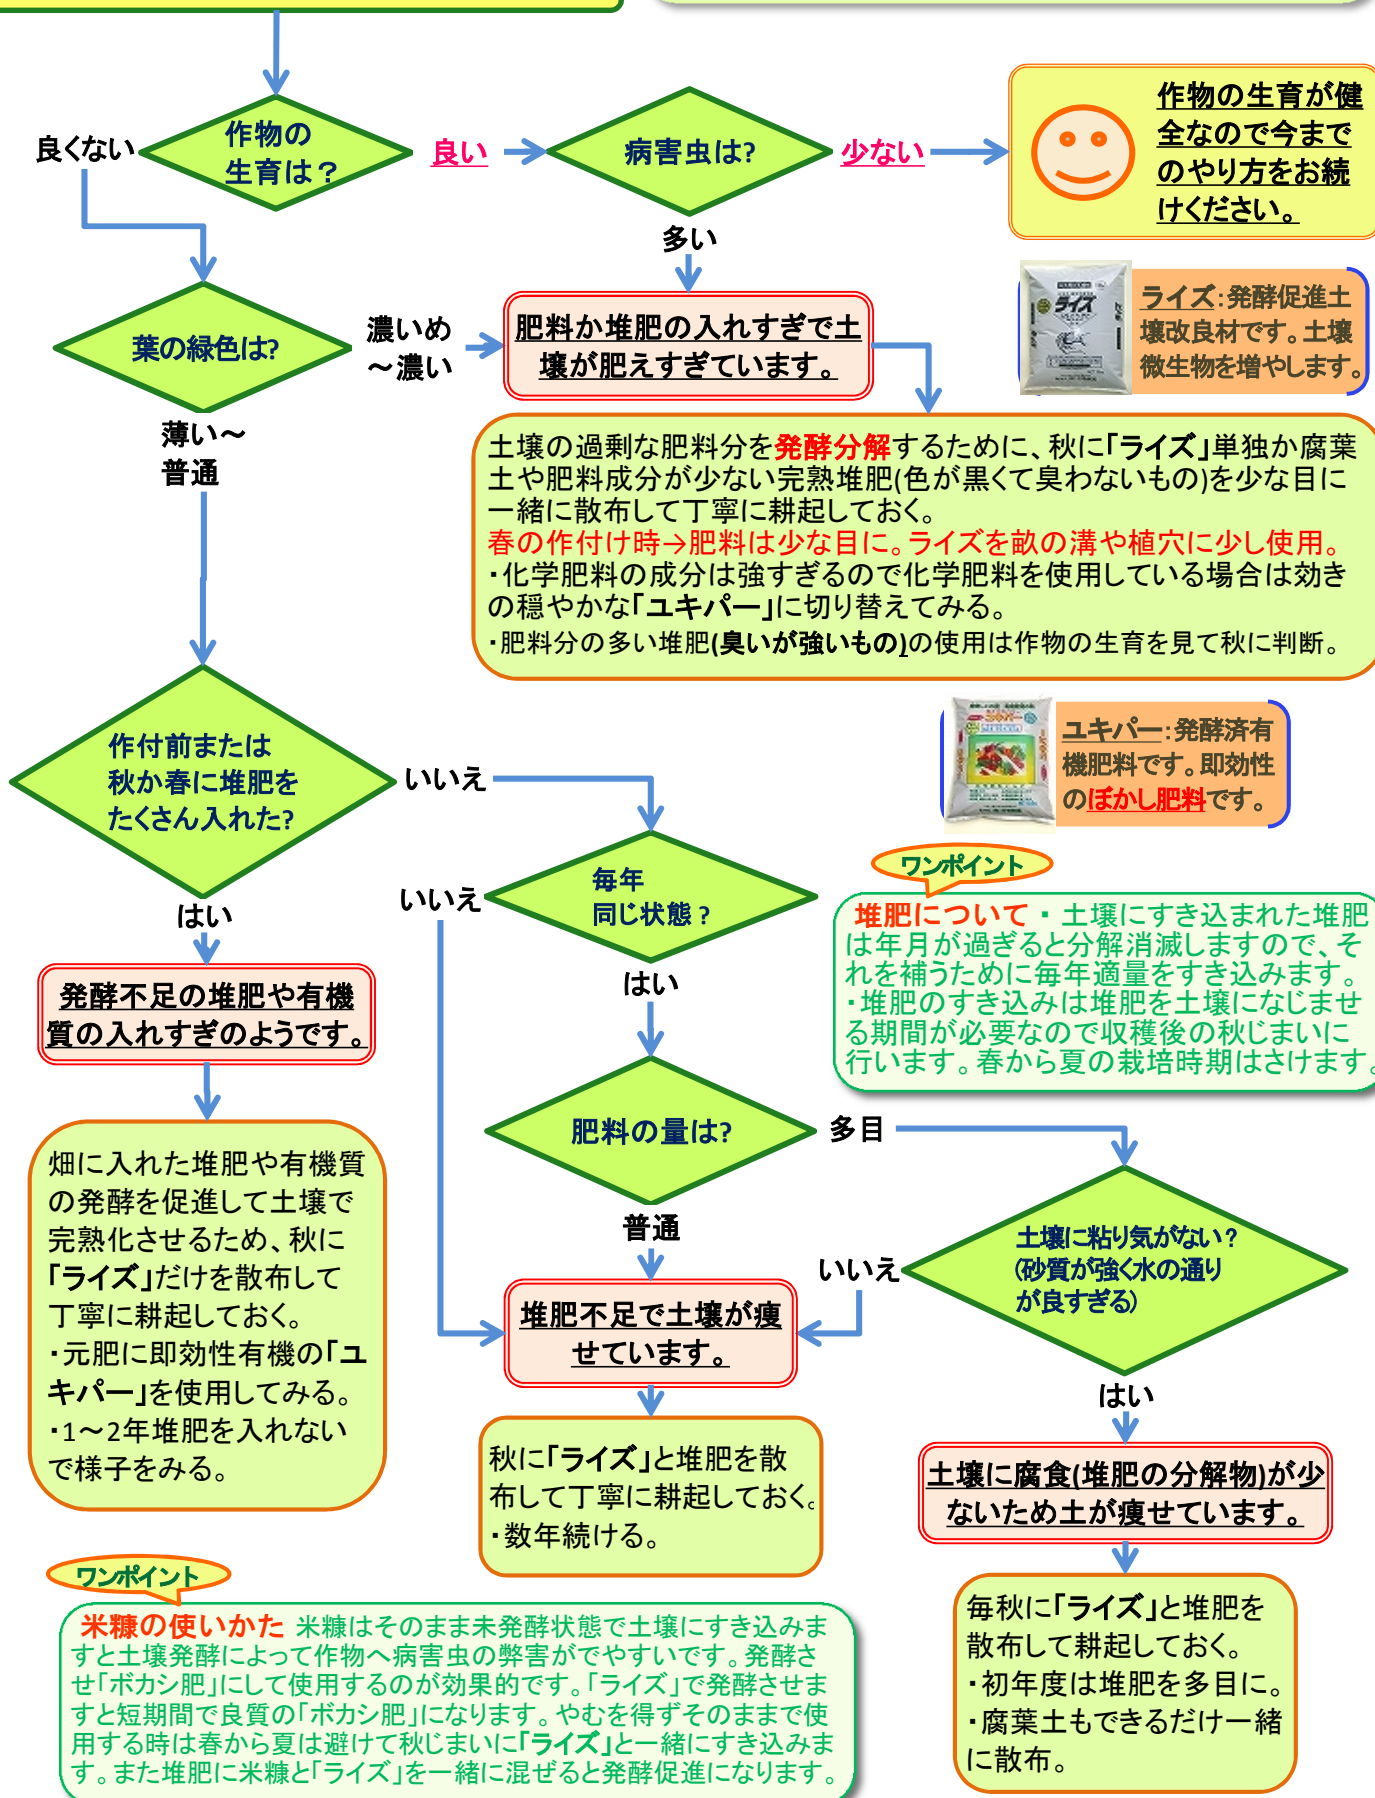 作物の
生育は？
良くない
良い
病害虫は?
少ない
作物の生育が健
全なので今まで
のやり方をお続
けください。
多い
葉の緑色は?
濃いめ
～濃い
肥料か堆肥の入れすぎで土
壌が肥えすぎています。
ライズ
ライズ:発酵促進土
壌改良材です。土壌
微生物を増やします。
薄い～
普通
土壌の過剰な肥料分を発酵分解するために、秋に「ライズ」単独か腐葉
土や肥料成分が少ない完熟堆肥(色が黒くて臭わないもの)を少な目に
一緒に散布して丁寧に耕起しておく。
春の作付け時→肥料は少な目に。ライズを畝の溝や植穴に少し使用。
・化学肥料の成分は強すぎるので化学肥料を使用している場合は効き
の穏やかな「ユキパー」に切り替えてみる。
・肥料分の多い堆肥(臭いが強いもの)の使用は作物の生育を見て秋に判断。
作付前または
秋か春に堆肥を
たくさん入れた?
いいえ
ユキパー
ユキパー:発酵済有
機肥料です。即効性
のぼかし肥料です。
毎年
同じ状態？
いいえ
はい
はい
ワンポイント
堆肥について・土壌にすき込まれた堆肥
は年月が過ぎると分解消滅しますので、そ
れを補うために毎年適量をすき込みます。
・堆肥のすき込みは堆肥を土壌になじませ
る期間が必要なので収穫後の秋じまいに
行います。春から夏の栽培時期はさけます。
発酵不足の堆肥や有機
質の入れすぎのようです。
肥料の量は?
多目
普通
畑に入れた堆肥や有機質
の発酵を促進して土壌で
完熟化させるため、秋に
「ライズ」だけを散布して
丁寧に耕起しておく。
・元肥に即効性有機の「ユ
キパー」を使用してみる。
・1～2年堆肥を入れない
で様子をみる。
土壌に粘り気がない？
(砂質が強く水の通り
が良すぎる)
いいえ
はい
堆肥不足で土壌が痩
せています。
秋に「ライズ」と堆肥を散
布して丁寧に耕起しておく。
・数年続ける。
土壌に腐食(堆肥の分解物)が少
ないため土が痩せています。
毎秋に「ライズ」と堆肥を
散布して耕起しておく。
・初年度は堆肥を多目に。
・腐葉土もできるだけ一緒
に散布。
ワンポイント
米糠の使いかた 米糠はそのまま未発酵状態で土壌にすき込みま
すと土壌発酵によって作物へ病害虫の弊害がでやすいです。発酵さ
せ「ボカシ肥」にして使用するのが効果的です。「ライズ」で発酵させま
すと短期間で良質の「ボカシ肥」になります。やむを得ずそのままで使
用する時は春から夏は避けて秋じまいに「ライズ」と一緒にすき込みま
す。また堆肥に米糠と「ライズ」を一緒に混ぜると発酵促進になります。